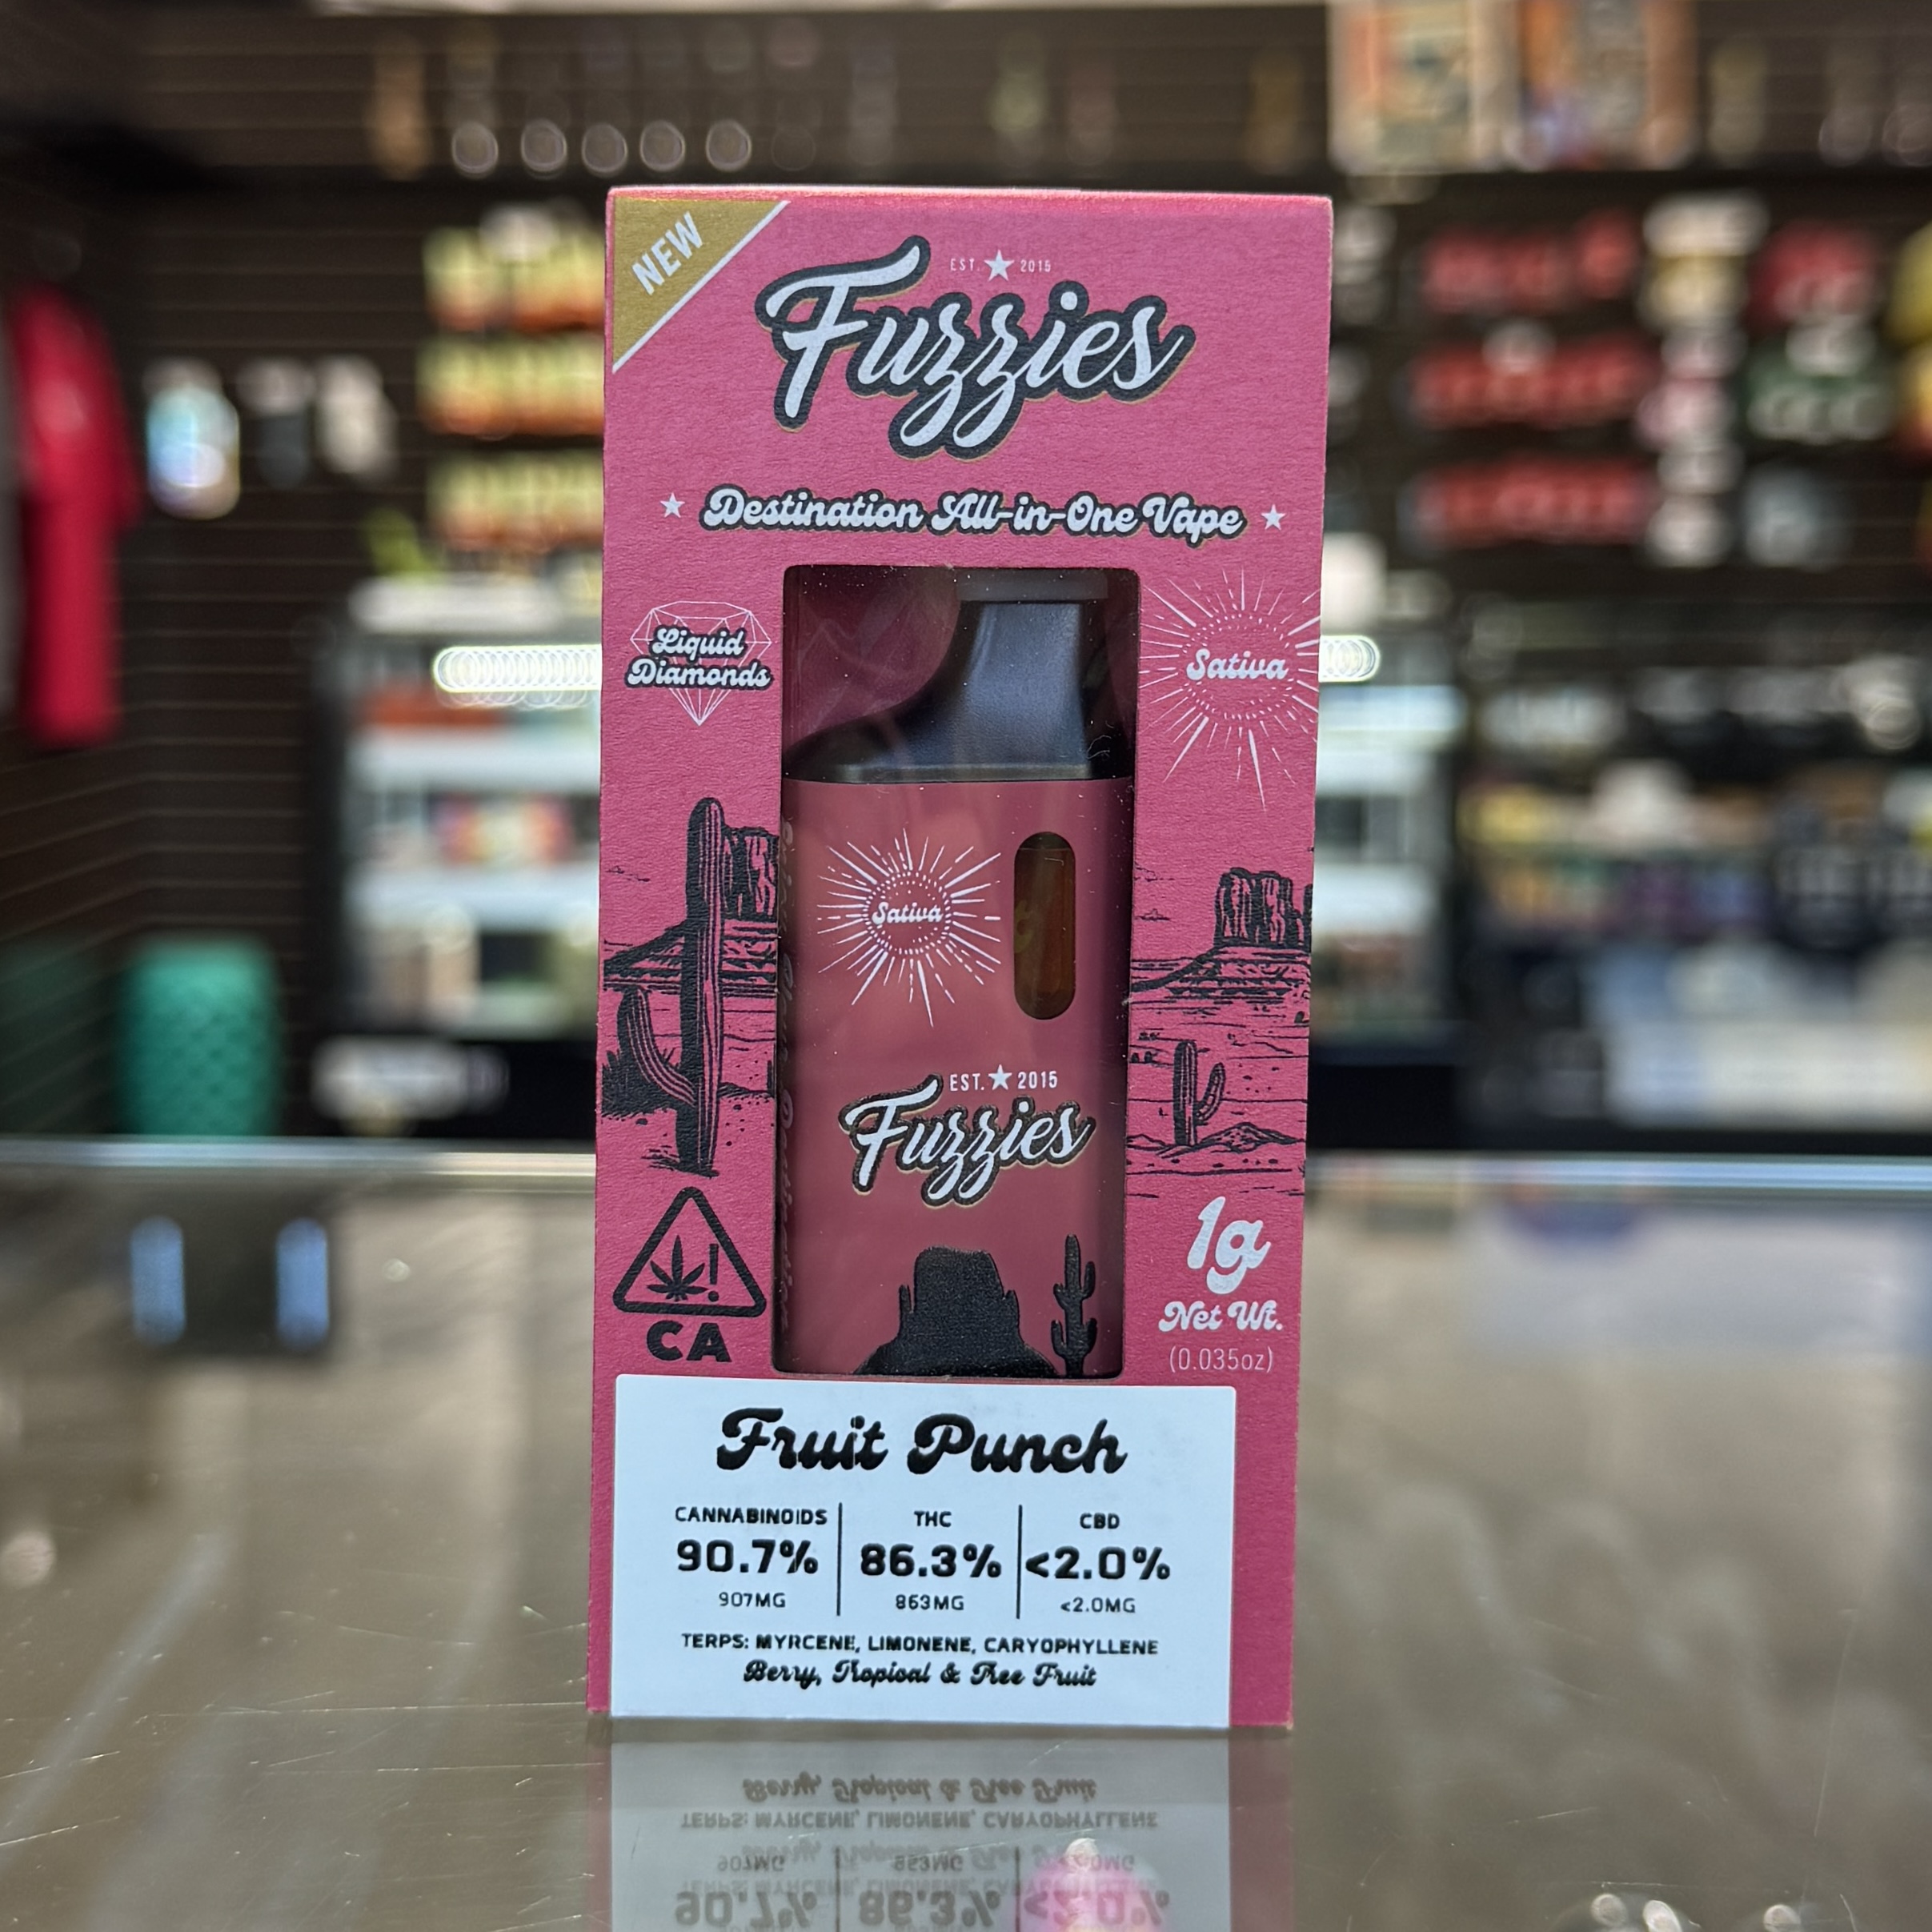 NEW
EST. ★ 2015
Fuzzies
★ Destination All-in-One Vape ★
Liquid
Diamonds
Sativa
Sativa
EST. ★ 2015
Fuzzies
CA
1g
Net Wt.
(0.035oz)
Fruit Punch
CANNABINOIDS THC CBD
90.7% 86.3% <2.0%
907MG 863MG <2.0MG
TERPS: MYRCENE, LIMONENE, CARYOPHYLLENE
Berry, Tropical & Tree Fruit